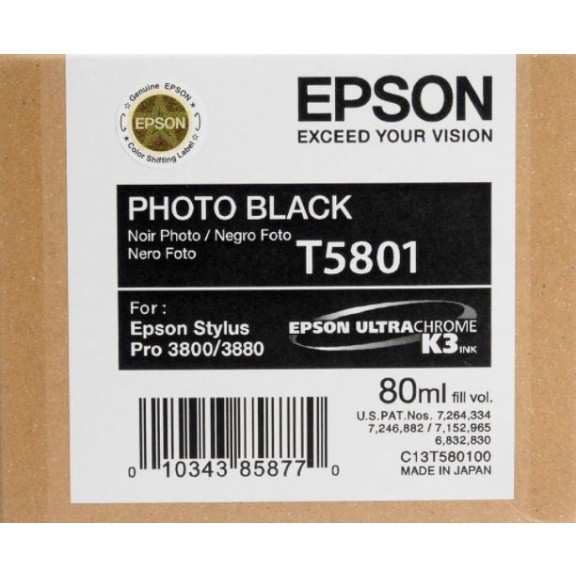 Genuine EPSON
EPSON
Color Shifting Label
EPSON
EXCEED YOUR VISION
PHOTO BLACK
Noir Photo / Negro Foto
Nero Foto
T5801
For :
Epson Stylus
Pro 3800/3880
EPSON ULTRACHROME
K3 INK
80ml fill vol.
U.S.PAT.Nos. 7,264,334
7,246,882 / 7,152,965
6,832,830
C13T580100
MADE IN JAPAN
0 10343 85877 0